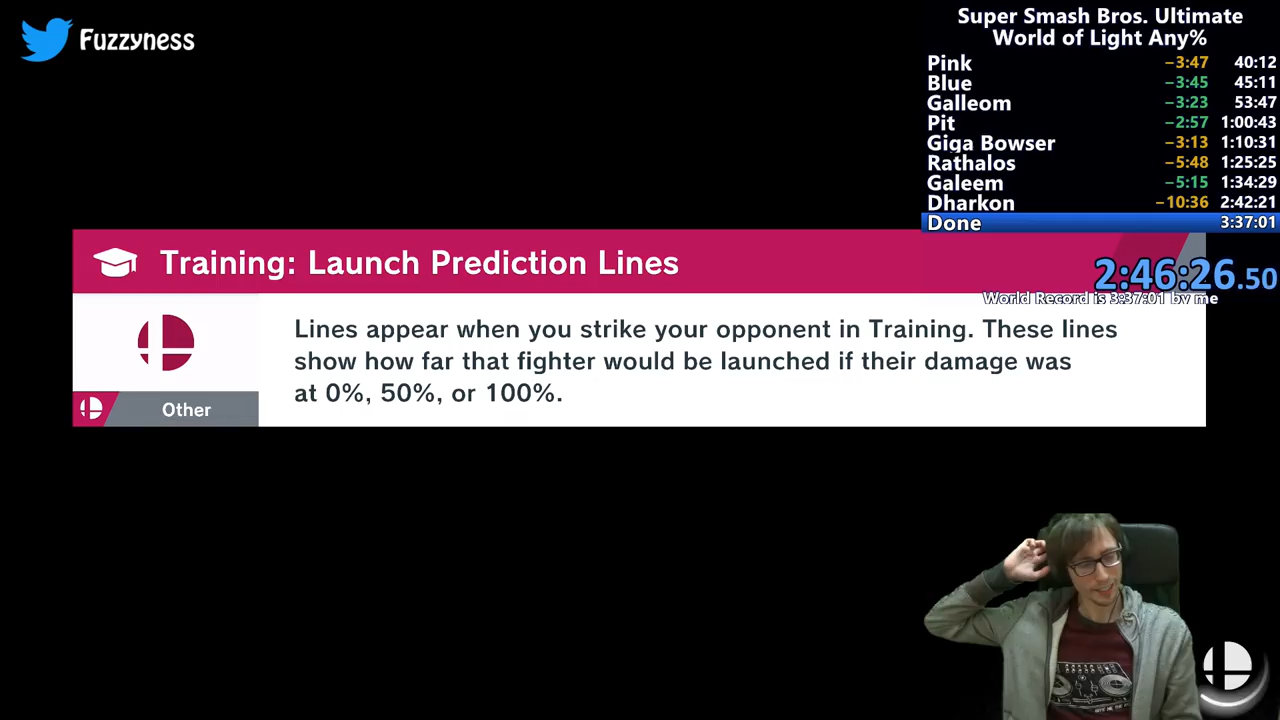 Fuzzyness
Super Smash Bros. Ultimate
World of Light Any%
Pink −3:47 40:12
Blue −3:45 45:11
Galleom −3:23 53:47
Pit −2:57 1:00:43
Giga Bowser −3:13 1:10:31
Rathalos −5:48 1:25:25
Galeem −5:15 1:34:29
Dharkon −10:36 2:42:21
Done 3:37:01
2:46:26.50
World Record is 3:37:01 by me
Training: Launch Prediction Lines
Lines appear when you strike your opponent in Training. These lines
show how far that fighter would be launched if their damage was
at 0%, 50%, or 100%.
Other